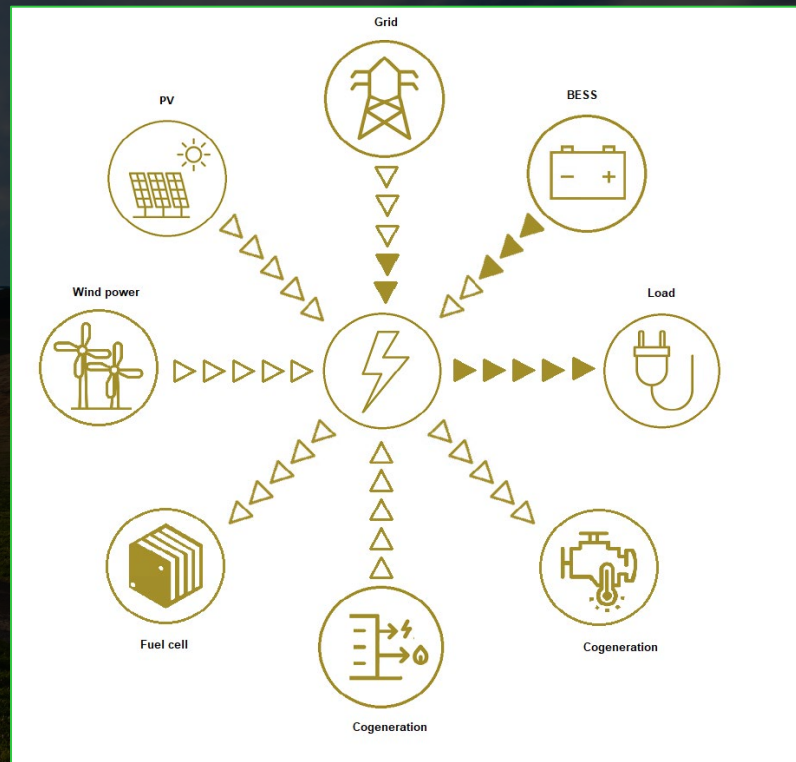 Grid
PV
BESS
Wind power
Load
Fuel cell
Cogeneration
Cogeneration